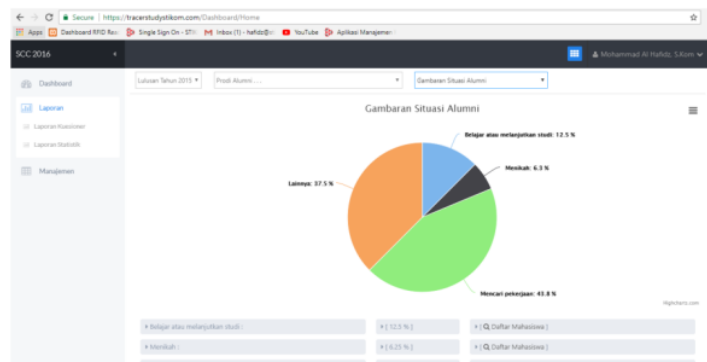 Secure | https://tracerstudystikom.com/Dashboard/Home
Apps Dashboard RFID Rea Single Sign On - STI Inbox (1) - hafidz@st YouTube Aplikasi Manajemen
SCC 2016
Mohammad Al Hafidz, S.Kom
Dashboard
Laporan
Laporan Kuesioner
Laporan Statistik
Manajemen
Lulusan Tahun 2015
Prodi Alumni.....
Gambaran Situasi Alumni
Gambaran Situasi Alumni
Belajar atau melanjutkan studi: 12.5 %
Menikah: 6.3 %
Lainnya: 37.5 %
Mencari pekerjaan: 43.8 %
Highcharts.com
Belajar atau melanjutkan studi : [ 12.5 % ] [ Daftar Mahasiswa ]
Menikah : [ 6.25 % ] [ Daftar Mahasiswa ]